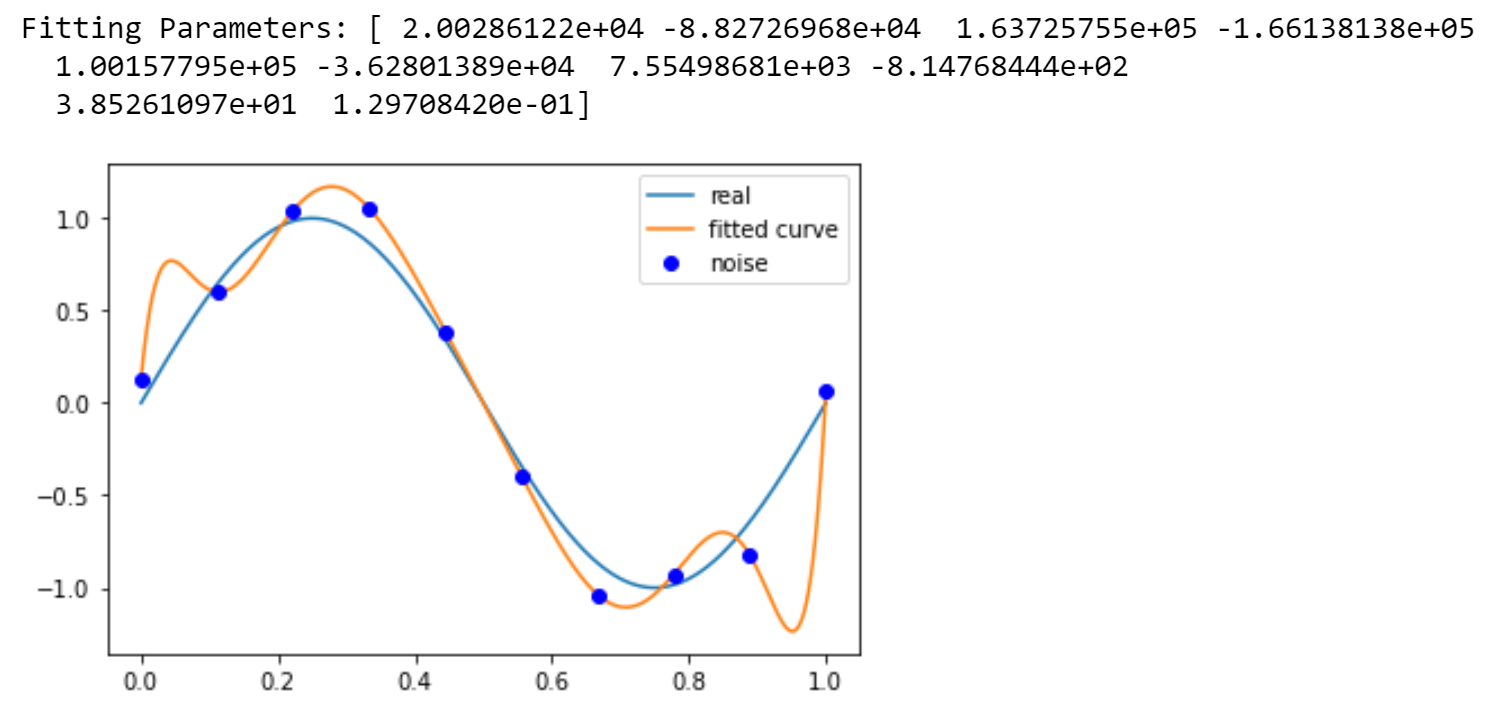 Fitting Parameters: [ 2.00286122e+04 -8.82726968e+04  1.63725755e+05 -1.66138138e+05
  1.00157795e+05 -3.62801389e+04  7.55498681e+03 -8.14768444e+02
  3.85261097e+01  1.29708420e-01]
real
fitted curve
noise
1.0
0.5
0.0
−0.5
−1.0
0.0 0.2 0.4 0.6 0.8 1.0